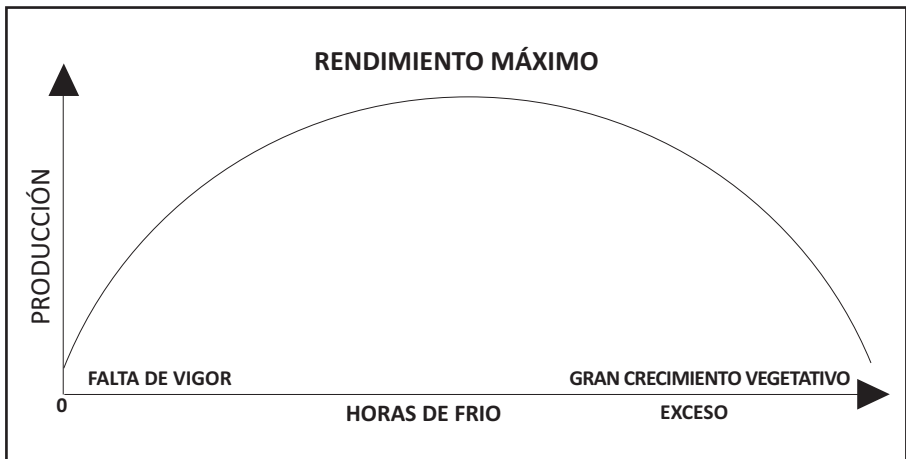 RENDIMIENTO MÁXIMO
PRODUCCIÓN
FALTA DE VIGOR
GRAN CRECIMIENTO VEGETATIVO
0
HORAS DE FRIO
EXCESO